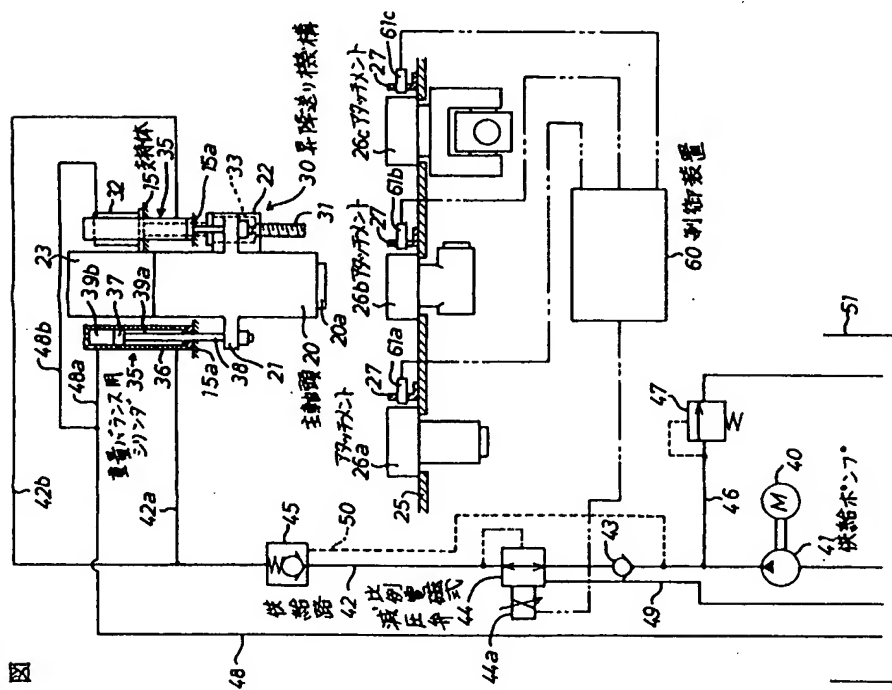 図
48
42b
48b
23
39b
37
39a
32
15 支持体
35
15a
33
22
30 昇降送り機構
31
48a
重量バランス用
シリンダ 35
36
15a
21
38
主軸頭 20
20a
42a
アタッチメント
26a
27
61a
26b アタッチメント
27
61b
26c アタッチメント
27
61c
25
60 制御装置
45
50
供給路
42
比例電磁式
減圧弁
44
44a
43
49
46
47
40
M
41
供給ポンプ
51